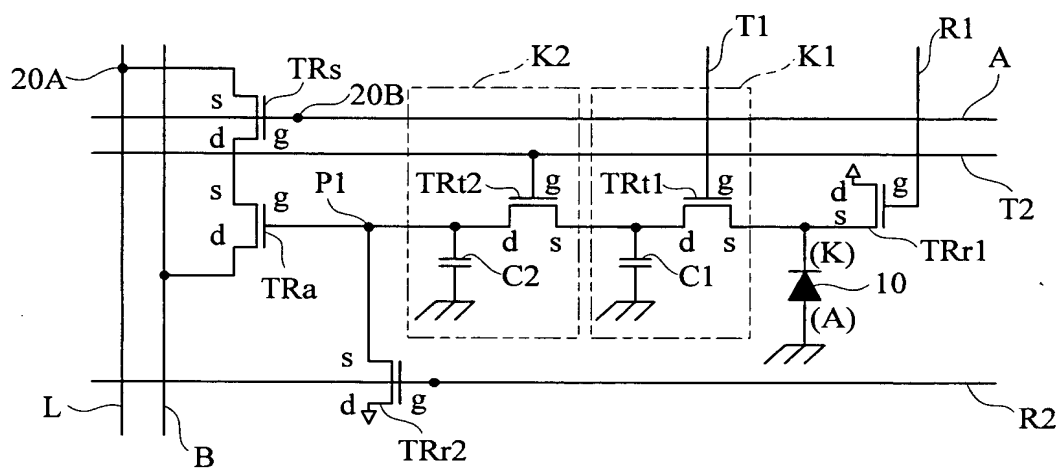 T1 R1
K2 K1
20A TRs A
s 20B
d g
T2
s g P1 TRt2 g TRt1 g d g
d d s d s s TRr1
TRa C2 C1 (K) 10
(A)
s
L d g R2
B TRr2